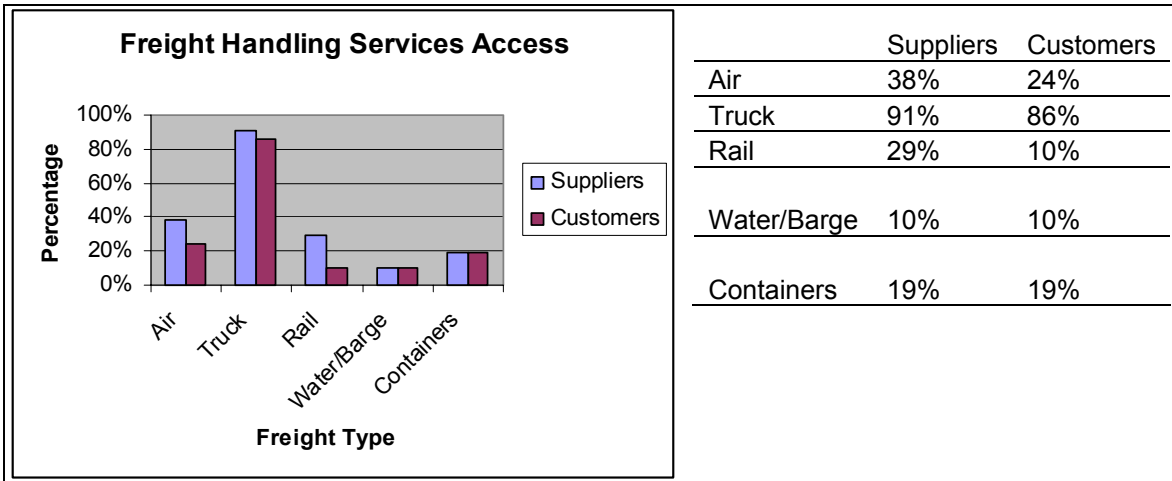 Freight Handling Services Access
100%
80%
60%
40%
20%
0%
Percentage
Air
Truck
Rail
Water/Barge
Containers
Freight Type
Suppliers
Customers
Suppliers Customers
Air 38% 24%
Truck 91% 86%
Rail 29% 10%
Water/Barge 10% 10%
Containers 19% 19%